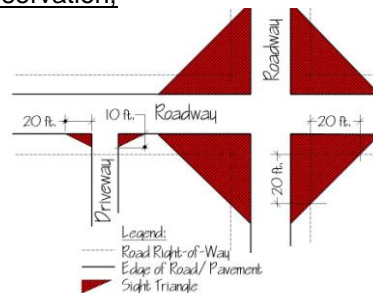 servation,
Roadway
20 ft.
10 ft.
Roadway
20 ft.
20 ft.
Driveway
Legend:
Road Right-of-Way
Edge of Road/ Pavement
Sight Triangle